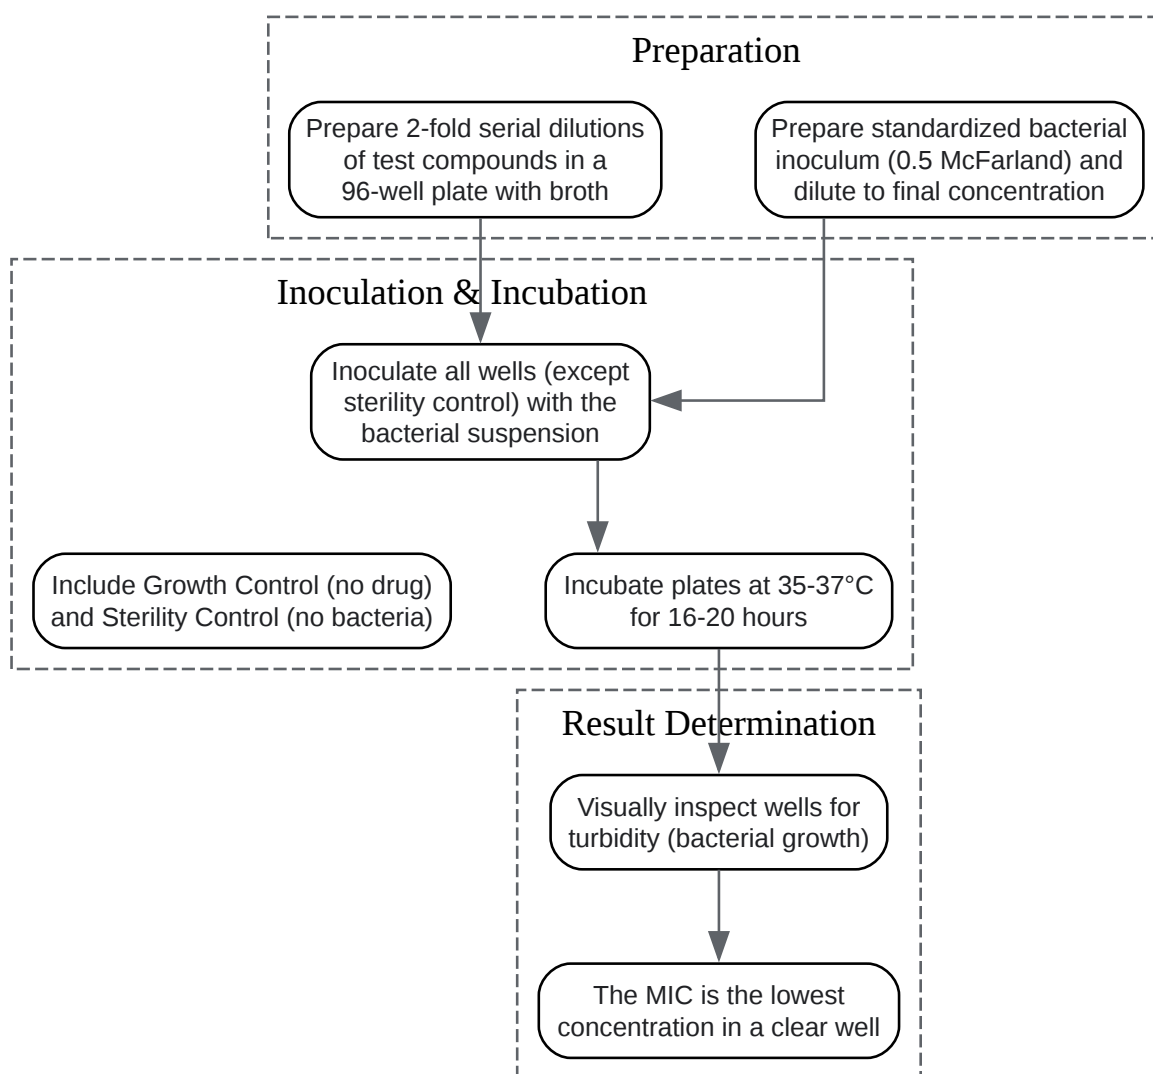 Preparation
Prepare 2-fold serial dilutions
of test compounds in a
96-well plate with broth
Prepare standardized bacterial
inoculum (0.5 McFarland) and
dilute to final concentration
Inoculation & Incubation
Inoculate all wells (except
sterility control) with the
bacterial suspension
Include Growth Control (no drug)
and Sterility Control (no bacteria)
Incubate plates at 35-37°C
for 16-20 hours
Result Determination
Visually inspect wells for
turbidity (bacterial growth)
The MIC is the lowest
concentration in a clear well